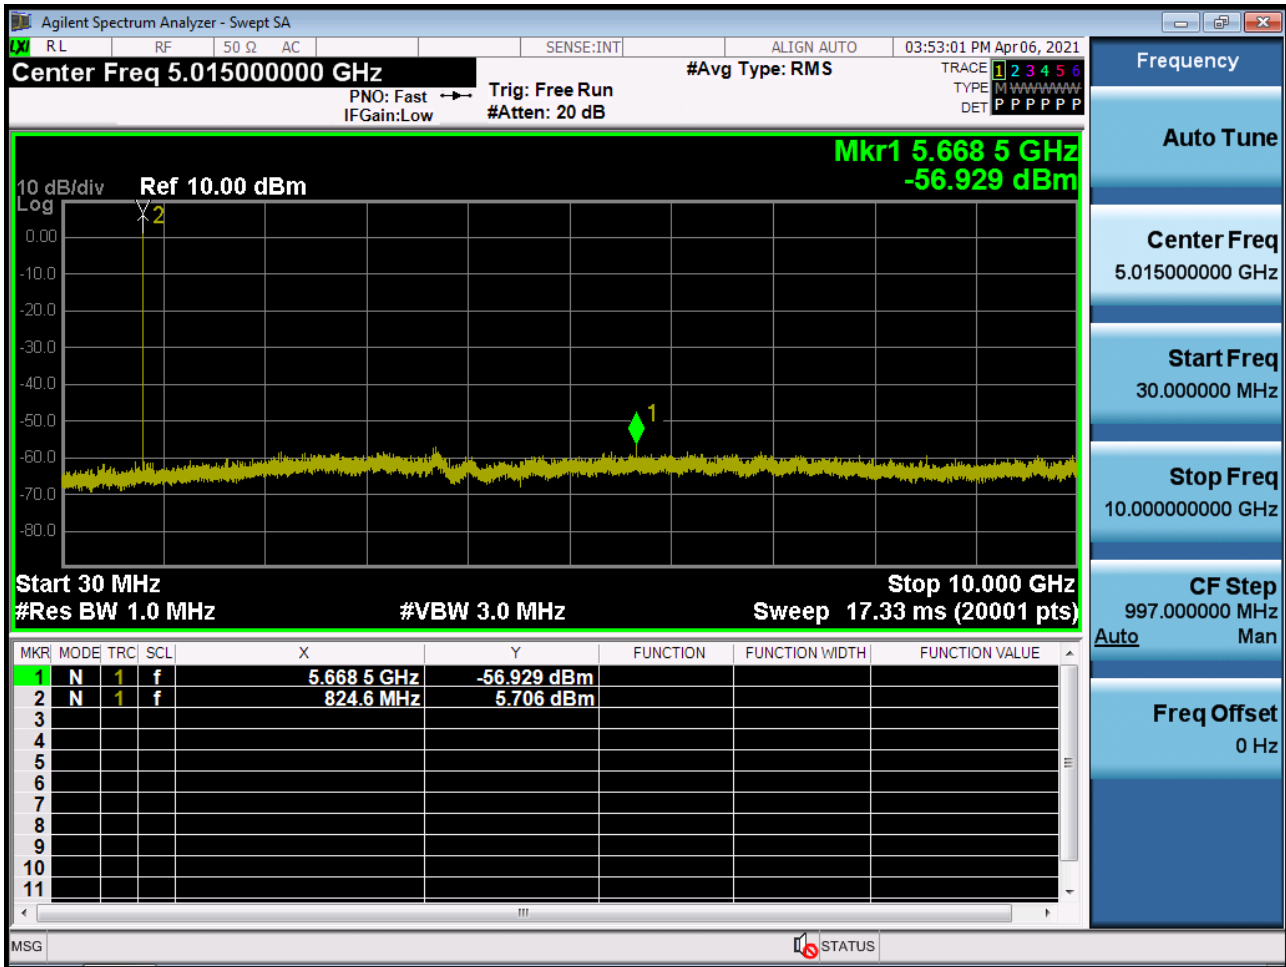 Agilent Spectrum Analyzer - Swept SA
LXI RL RF 50 Ω AC SENSE:INT ALIGN AUTO 03:53:01 PM Apr 06, 2021
Center Freq 5.015000000 GHz
PNO: Fast
IFGain:Low
Trig: Free Run
#Atten: 20 dB
#Avg Type: RMS
TRACE 1 2 3 4 5 6
TYPE M W W W W W
DET P P P P P P
Mkr1 5.668 5 GHz
-56.929 dBm
10 dB/div Ref 10.00 dBm
Log
2
0.00
-10.0
-20.0
-30.0
-40.0
-50.0
1
-60.0
-70.0
-80.0
Start 30 MHz Stop 10.000 GHz
#Res BW 1.0 MHz #VBW 3.0 MHz Sweep 17.33 ms (20001 pts)
MKR MODE TRC SCL X Y FUNCTION FUNCTION WIDTH FUNCTION VALUE
1 N 1 f 5.668 5 GHz -56.929 dBm
2 N 1 f 824.6 MHz 5.706 dBm
3
4
5
6
7
8
9
10
11
MSG STATUS
Frequency
Auto Tune
Center Freq
5.015000000 GHz
Start Freq
30.000000 MHz
Stop Freq
10.000000000 GHz
CF Step
997.000000 MHz
Auto Man
Freq Offset
0 Hz